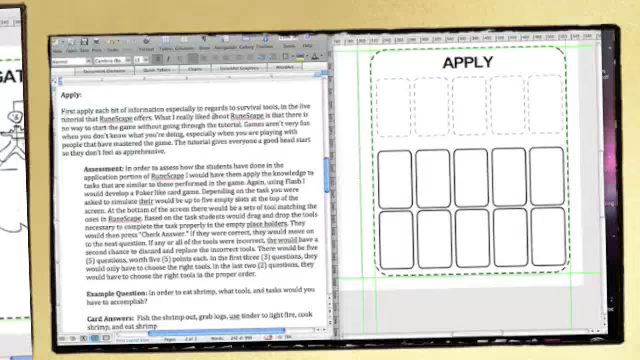 GAT
Apply:
First apply each bit of information especially in regards to survival tools, in the live
tutorial that RuneScape offers. What I really liked about RuneScape is that there is
no way to start the game without going through the tutorial. Games aren't very fun
when you don't know what you're doing, especially when you are playing with
people that have mastered the game. The tutorial gives everyone a good head start
so they don't feel as apprehensive.
Assessment: In order to assess how the students have done in the
application portion of RuneScape I would have them apply the knowledge to
tasks that are similar to those performed in the game. Again, using Flash I
would develop a Poker like card game. Depending on the task you were
asked to simulate their would be up to five empty slots at the top of the
screen. At the bottom of the screen there would be a sets of tool matching the
ones in RuneScape. Based on the task students would drag and drop the tools
necessary to complete the task properly in the empty place holders. They
would then press "Check Answer." If they were correct, they would move on
to the next question. If any or all of the tools were incorrect, the would have a
second chance to discard and replace the incorrect tools. There would be five
(5) questions, worth five (5) points each. In the first three (3) questions, they
would only have to choose the right tools. In the last two (2) questions, they
would have to choose the right tools in the proper order.
Example Question: In order to eat shrimp, what tools, and tasks would you
have to accomplish?
Card Answers: Fish the shrimp out, grab logs, use tinder to light fire, cook
shrimp, and eat shrimp
APPLY